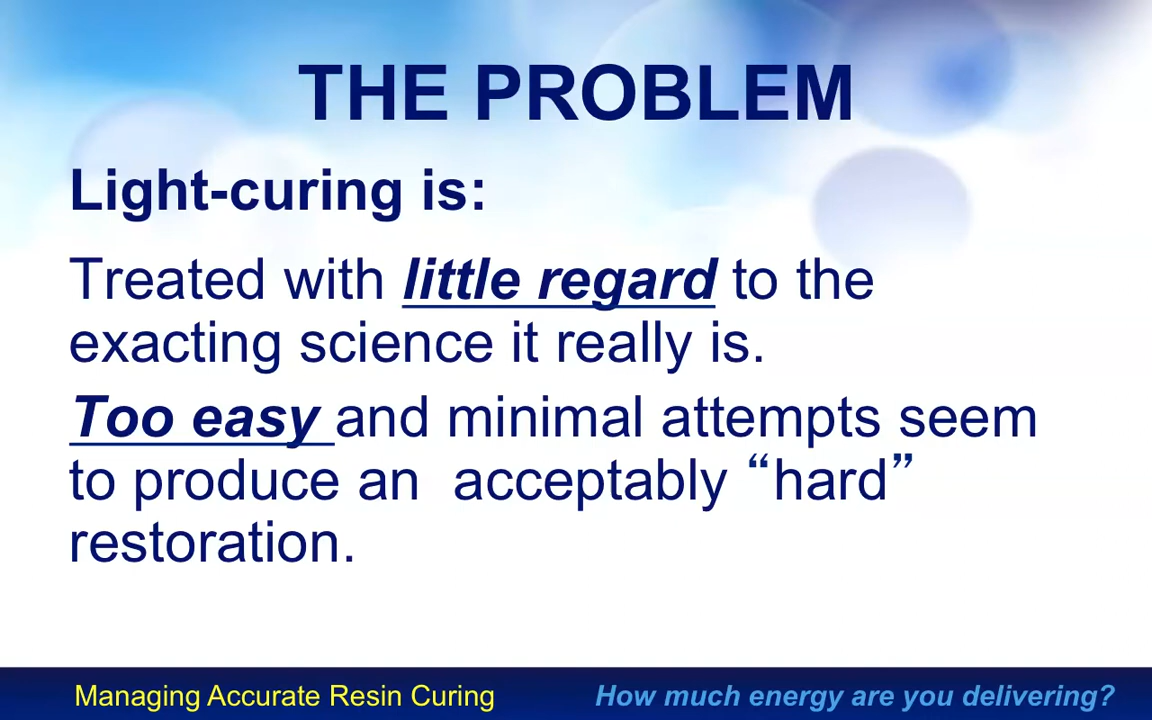 THE PROBLEM
Light-curing is:
Treated with little regard to the
exacting science it really is.
Too easy and minimal attempts seem
to produce an  acceptably “hard”
restoration.
Managing Accurate Resin Curing
How much energy are you delivering?